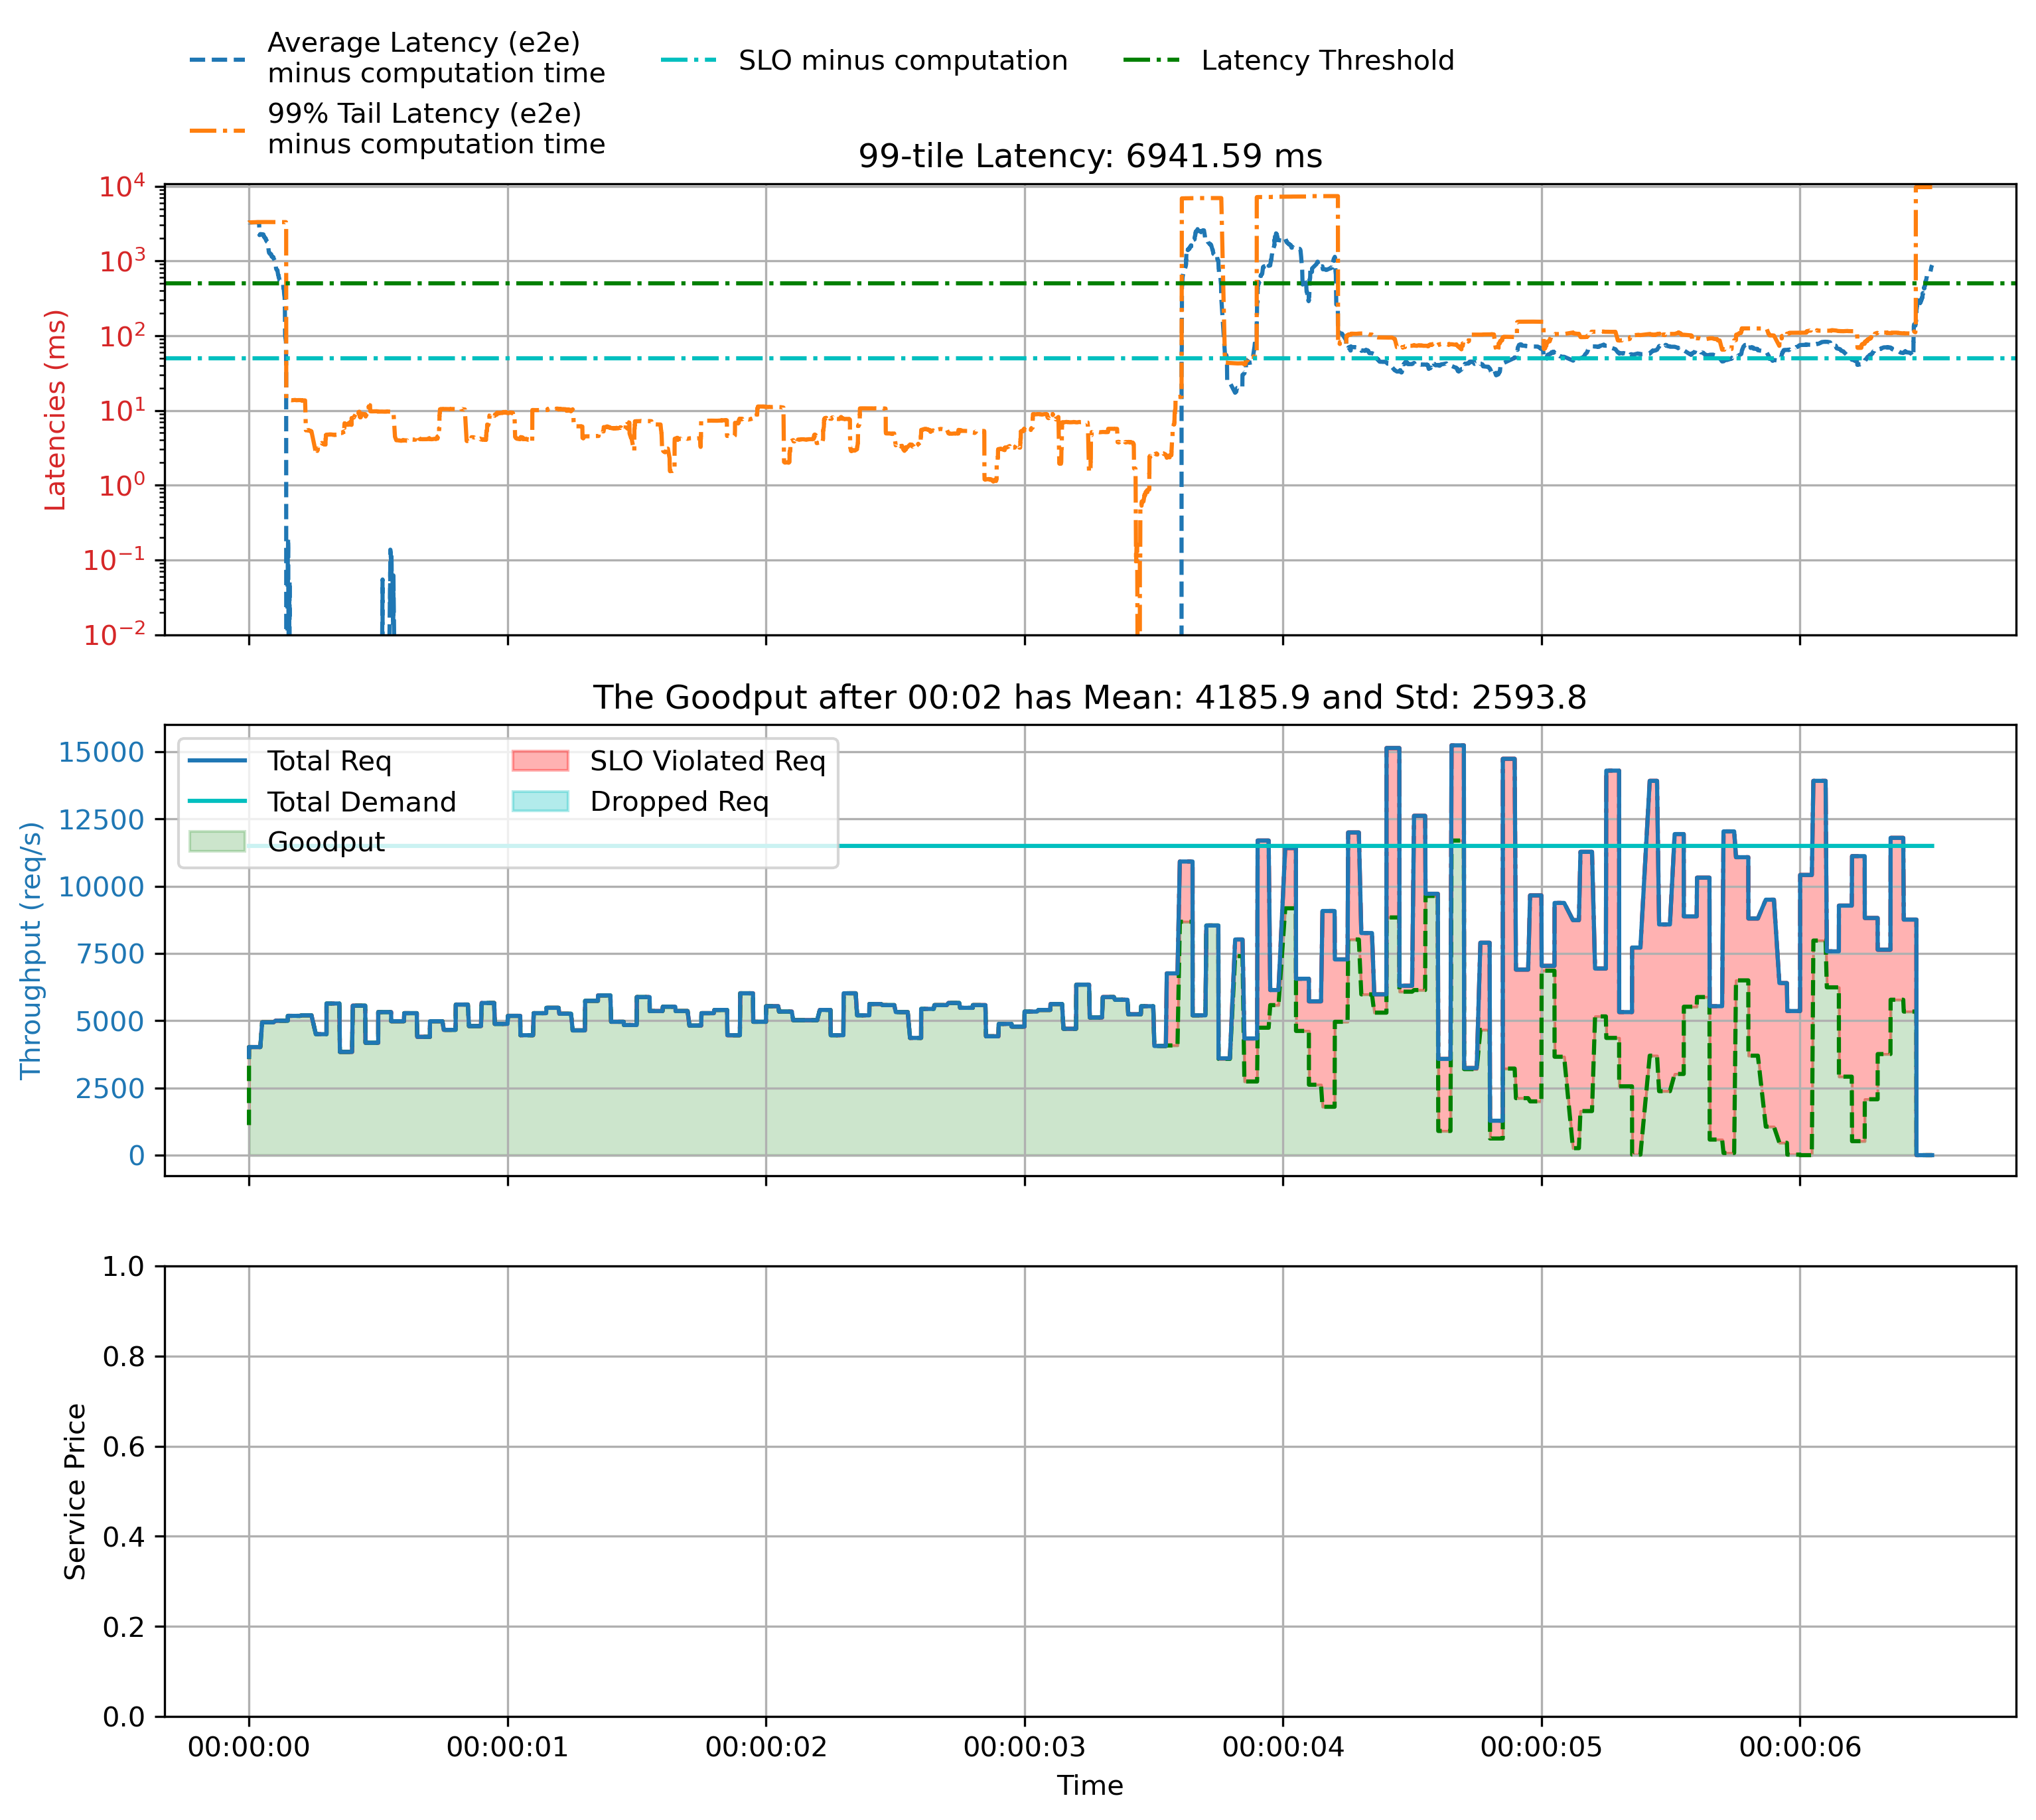 Average Latency (e2e)
minus computation time
99% Tail Latency (e2e)
minus computation time
SLO minus computation
Latency Threshold
99-tile Latency: 6941.59 ms
10^4
10^3
10^2
10^1
10^0
10^−1
10^−2
Latencies (ms)
The Goodput after 00:02 has Mean: 4185.9 and Std: 2593.8
Total Req
Total Demand
Goodput
SLO Violated Req
Dropped Req
15000
12500
10000
7500
5000
2500
0
Throughput (req/s)
1.0
0.8
0.6
0.4
0.2
0.0
Service Price
00:00:00 00:00:01 00:00:02 00:00:03 00:00:04 00:00:05 00:00:06
Time